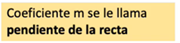 Coeficiente m se le llama
pendiente de la recta